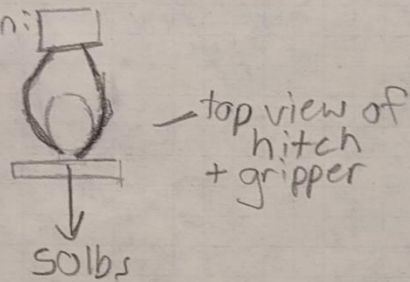 n:
top view of
hitch
+ gripper
50lbs